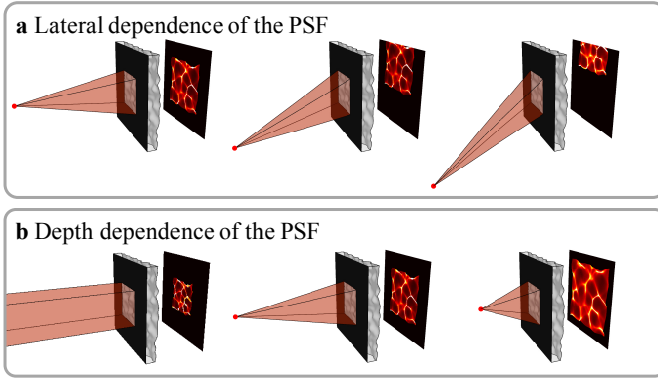 a Lateral dependence of the PSF
b Depth dependence of the PSF